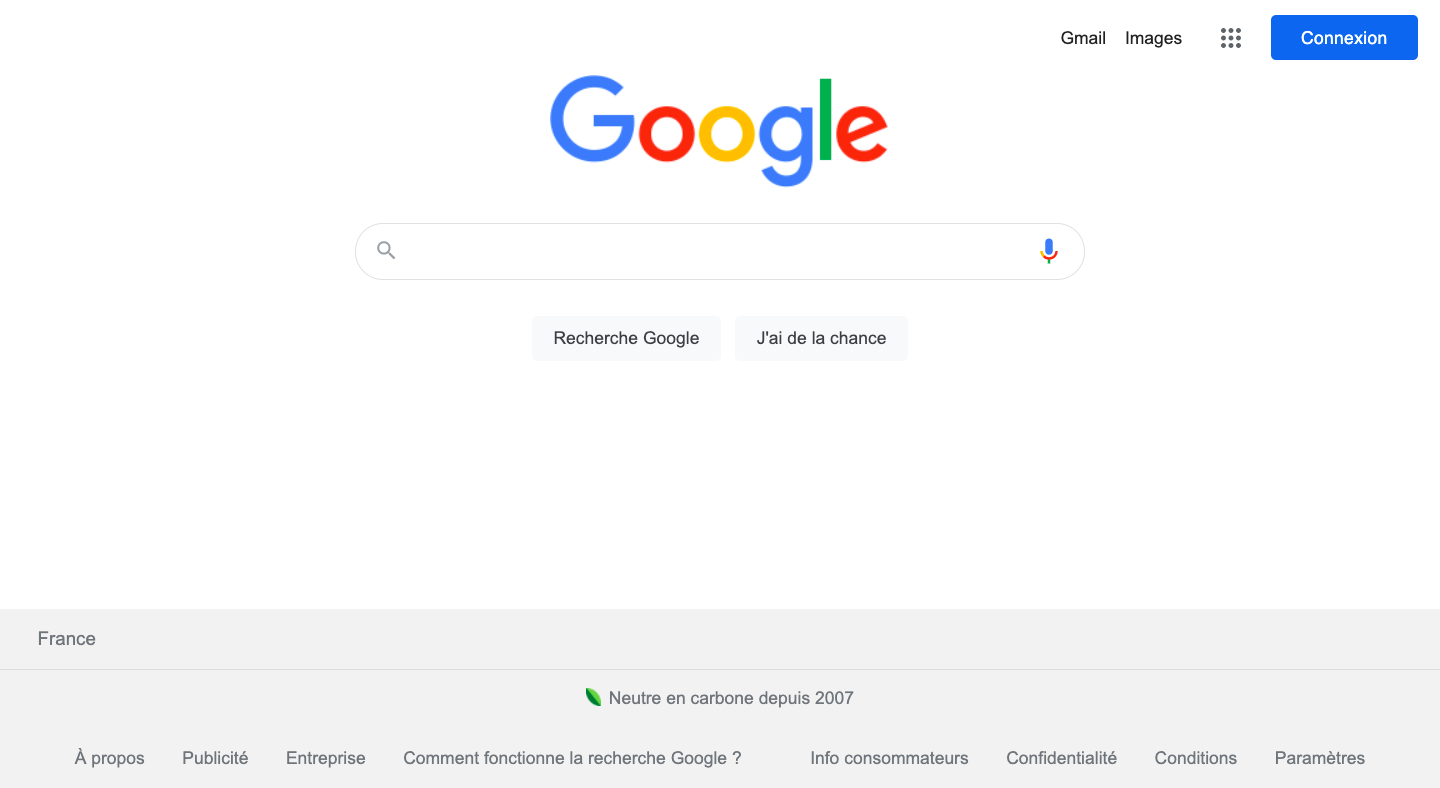 Gmail Images Connexion
Google
Recherche Google J'ai de la chance
France
Neutre en carbone depuis 2007
À propos Publicité Entreprise Comment fonctionne la recherche Google ? Info consommateurs Confidentialité Conditions Paramètres